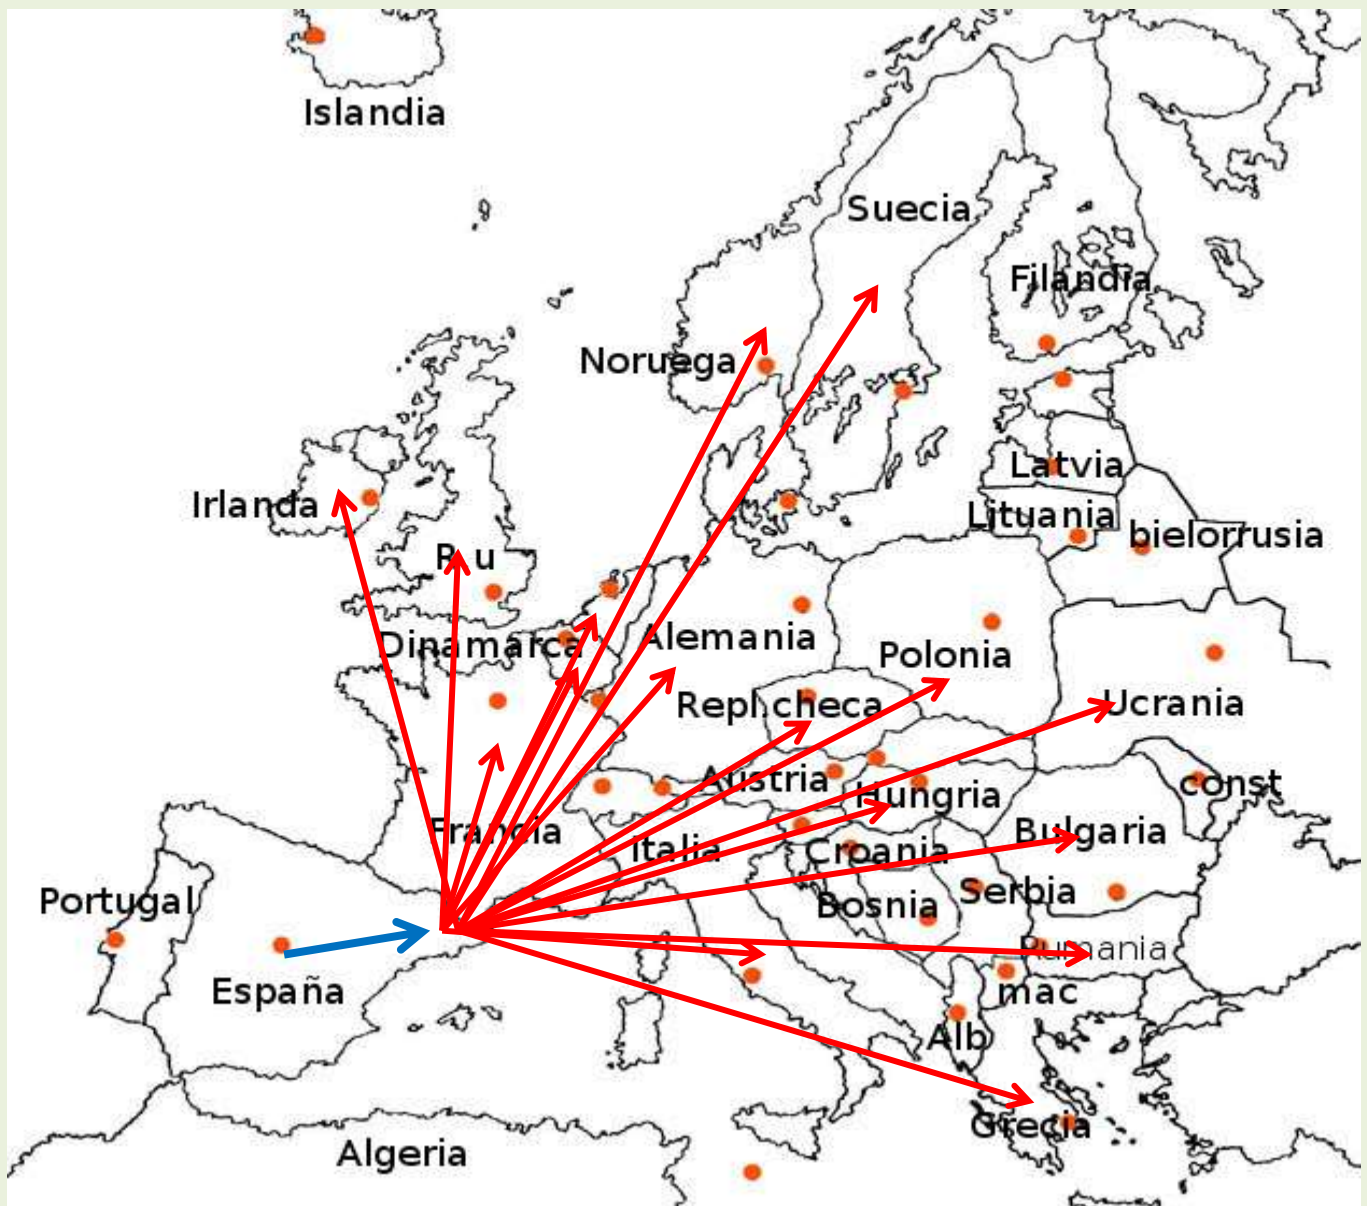 Islandia
Suecia
Filandia
Noruega
Latvia
Irlanda
Lituania
bielorrusia
R u
Dinamarca
Alemania
Polonia
Repl.checa
Ucrania
Austria
Hungria
const
Francia
Italia
Croania
Bulgaria
Portugal
Bosnia
Serbia
Rumania
España
mac
Alb
Grecia
Algeria